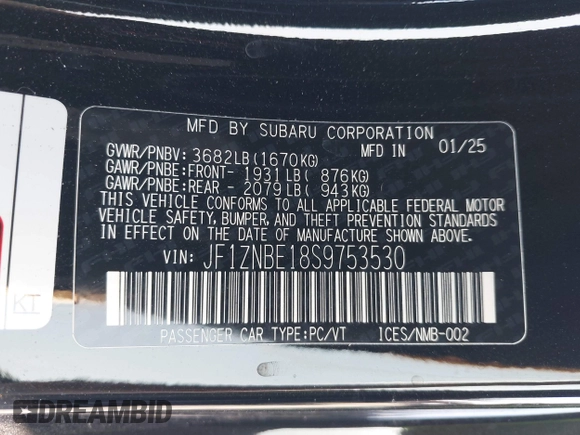 MFD BY SUBARU CORPORATION
GVWR/PNBV: 3682LB(1670KG) MFD IN 01/25
GAWR/PNBE:FRONT- 1931LB( 876KG)
GAWR/PNBE:REAR - 2079LB( 943KG)
THIS VEHICLE CONFORMS TO ALL APPLICABLE FEDERAL MOTOR
VEHICLE SAFETY, BUMPER, AND THEFT PREVENTION STANDARDS
IN EFFECT ON THE DATE OF MANUFACTURE SHOWN ABOVE.
VIN: JF1ZNBE18S9753530
PASSENGER CAR TYPE:PC/VT ICES/NMB-002
KT
DREAMBID